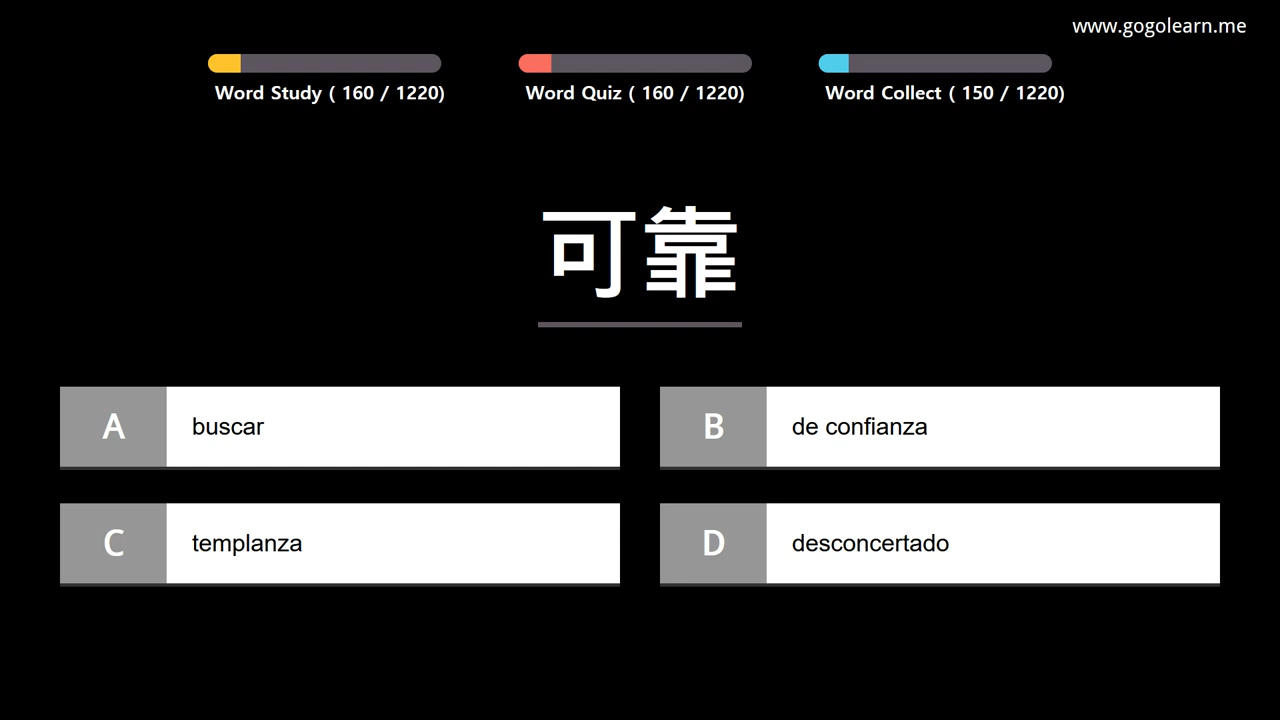 www.gogolearn.me
Word Study ( 160 / 1220)
Word Quiz ( 160 / 1220)
Word Collect ( 150 / 1220)
可靠
A buscar
B de confianza
C templanza
D desconcertado